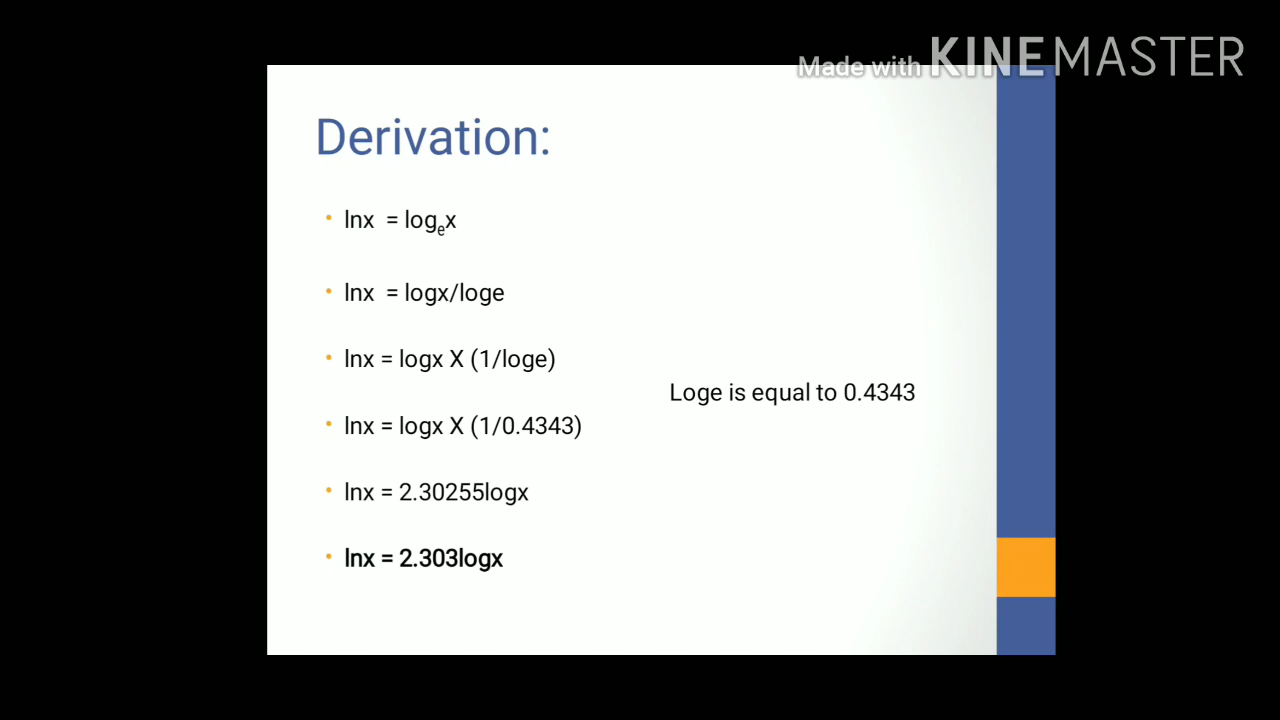 Made with KINEMASTER
Derivation:
• lnx = logₑx
• lnx = logx/loge
• lnx = logx X (1/loge)
Loge is equal to 0.4343
• lnx = logx X (1/0.4343)
• lnx = 2.30255logx
• lnx = 2.303logx